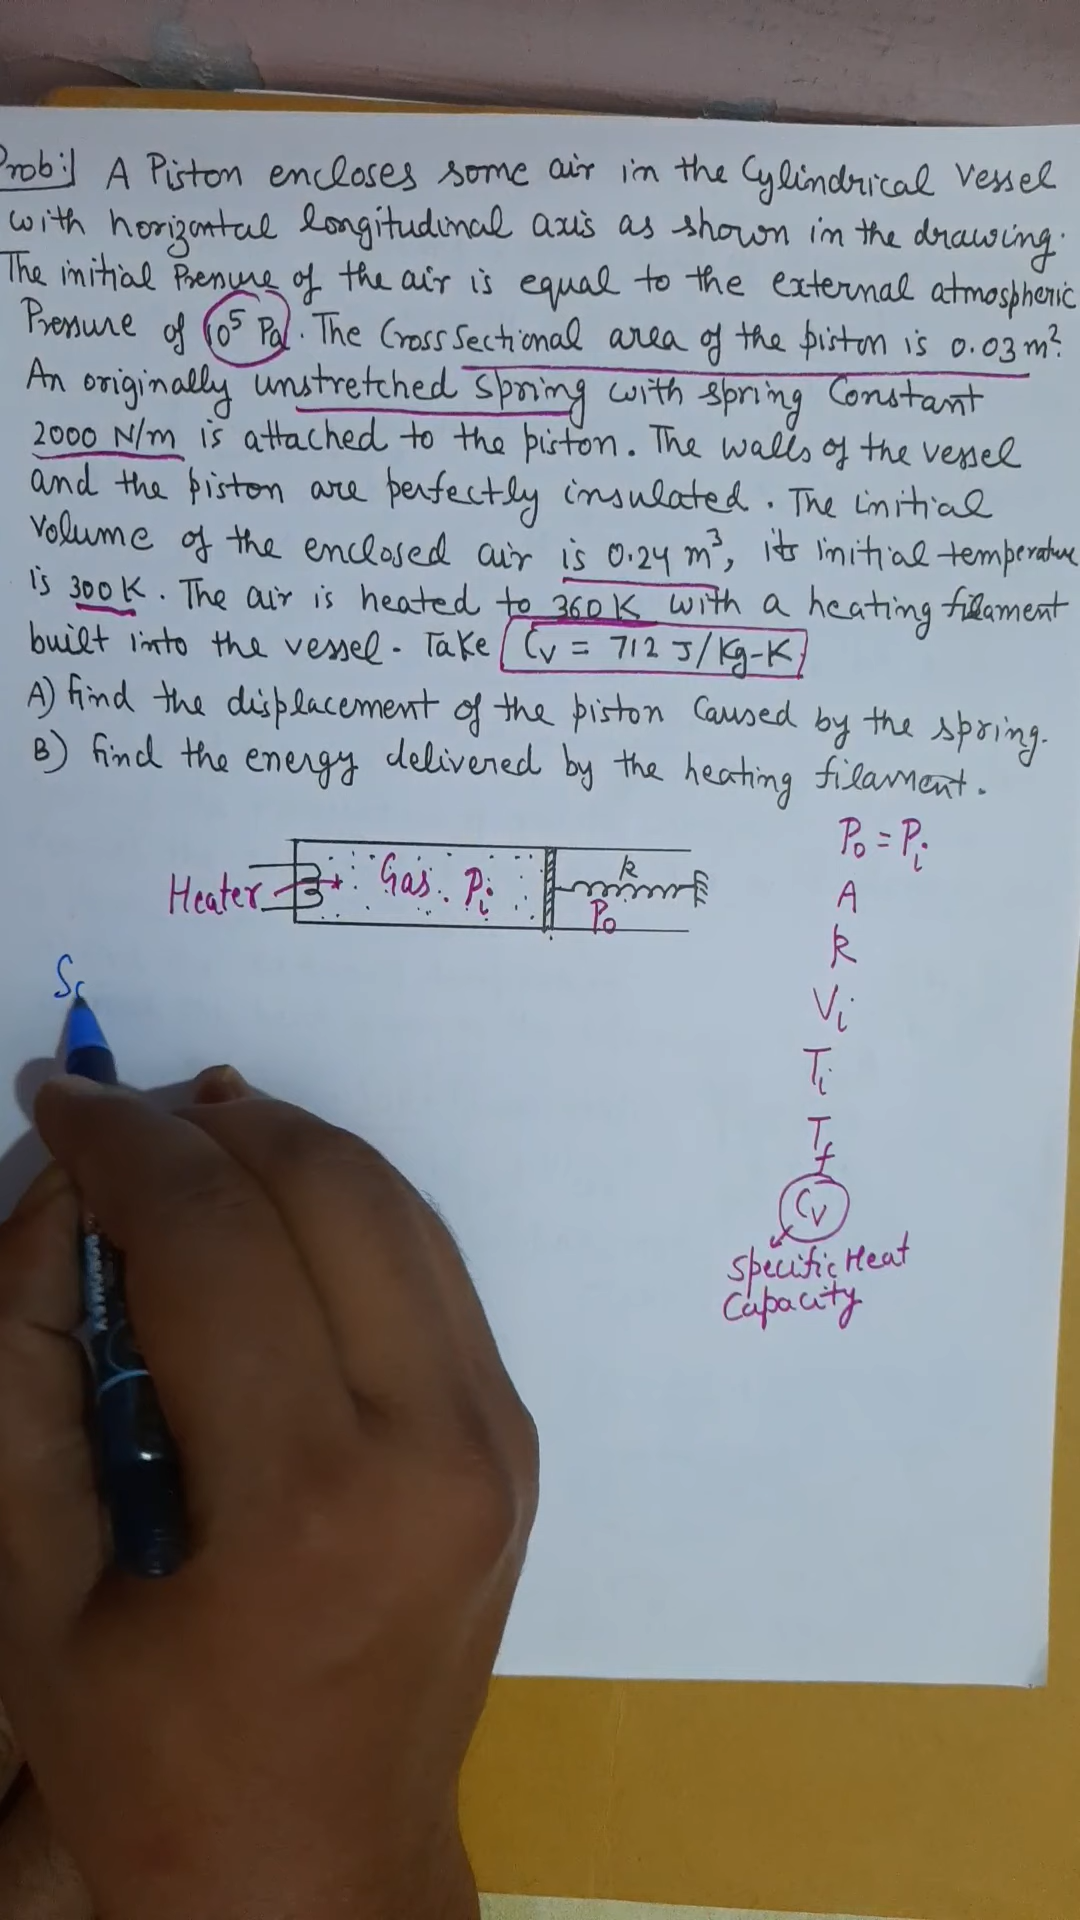 Prob:1 A Piston encloses some air in the Cylindrical vessel
with horizontal longitudinal axis as shown in the drawing.
The initial Pressure of the air is equal to the external atmospheric
Pressure of 10⁵ Pa. The Cross Sectional area of the piston is 0.03 m².
An originally unstretched spring with spring Constant
2000 N/m is attached to the piston. The walls of the vessel
and the piston are perfectly insulated. The initial
volume of the enclosed air is 0.24 m³, its initial temperature
is 300 K. The air is heated to 360 K with a heating filament
built into the vessel. Take Cv = 712 J/Kg-K
A) find the displacement of the piston Caused by the spring.
B) find the energy delivered by the heating filament.
P₀ = Pi
Heater Gas Pi k
P₀
A
k
Vi
Ti
Tf
Cv
Specific Heat
Capacity
So